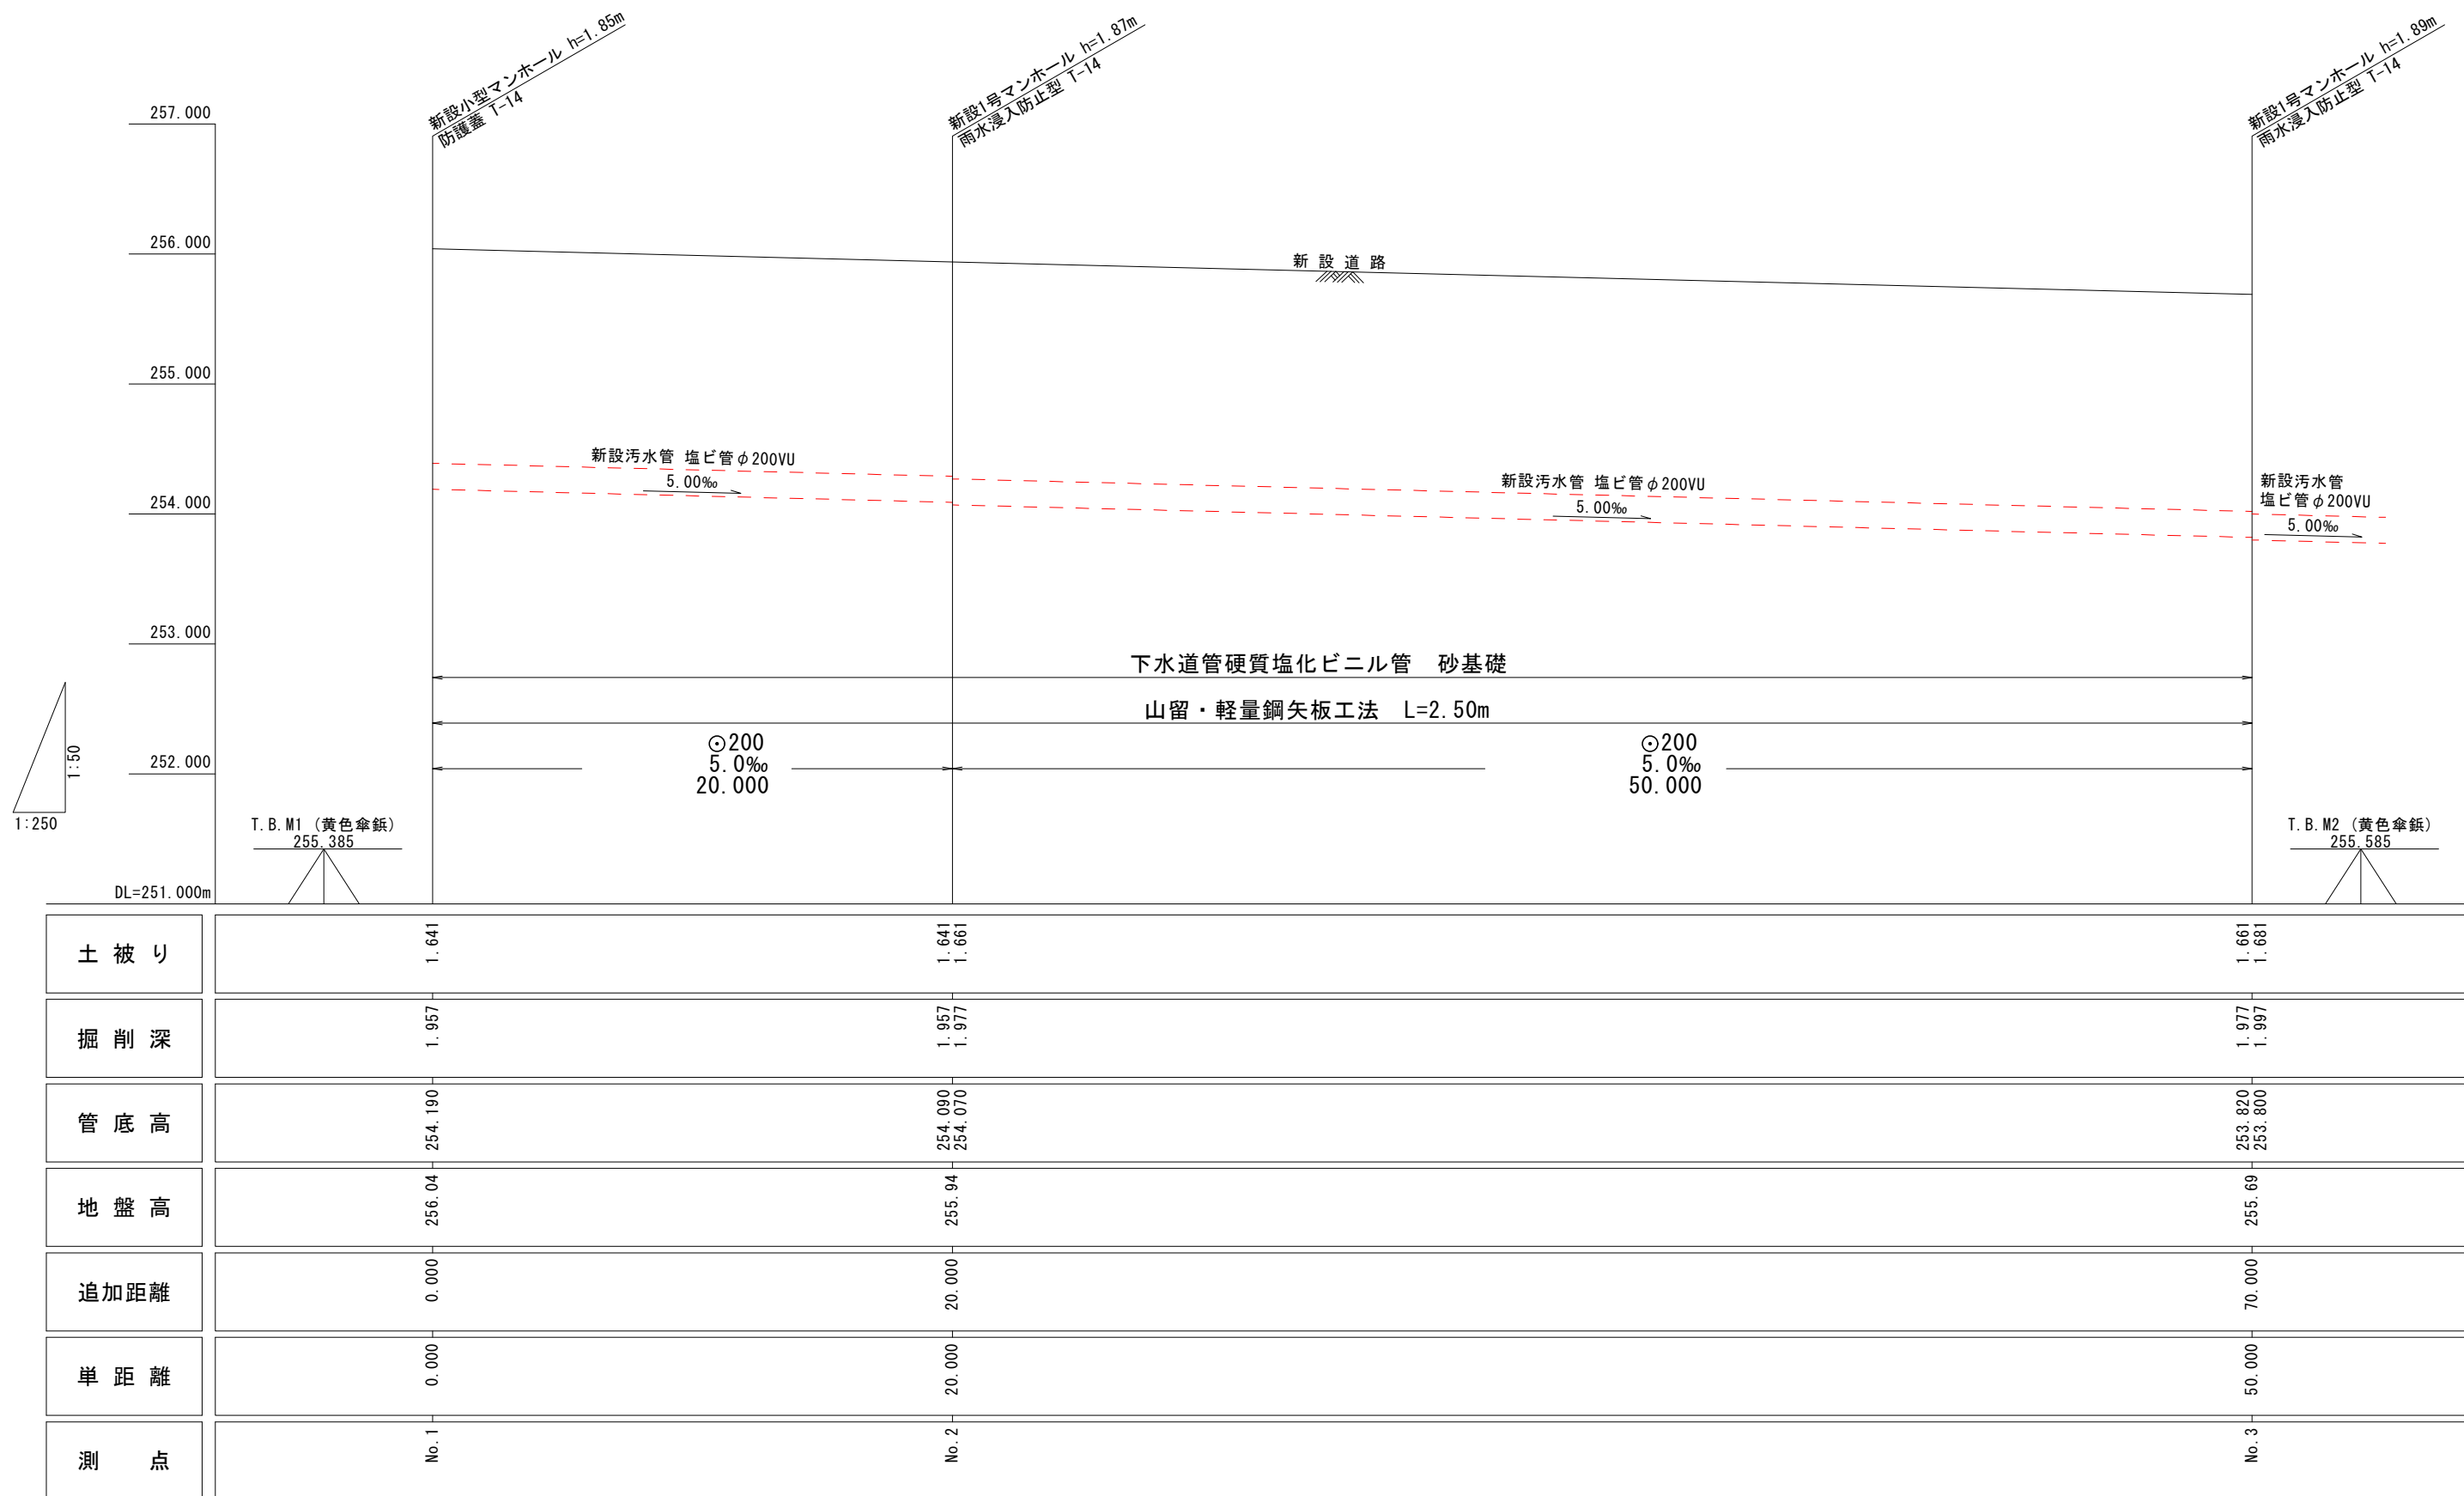 新設小型マンホール h=1.85m
防護蓋 T-14
新設1号マンホール h=1.87m
雨水浸入防止型 T-14
新設1号マンホール h=1.89m
雨水浸入防止型 T-14
257.000
256.000
255.000
254.000
253.000
252.000
DL=251.000m
新設道路
新設汚水管 塩ビ管φ200VU
5.00‰
新設汚水管 塩ビ管φ200VU
5.00‰
新設汚水管
塩ビ管φ200VU
5.00‰
下水道管硬質塩化ビニル管 砂基礎
山留・軽量鋼矢板工法 L=2.50m
⊙200
5.0‰
20.000
⊙200
5.0‰
50.000
1:50
1:250
T.B.M1 (黄色傘鋲)
255.385
T.B.M2 (黄色傘鋲)
255.585
土被り
1.641
1.641
1.661
1.661
1.681
掘削深
1.957
1.957
1.977
1.977
1.997
管底高
254.190
254.090
254.070
253.820
253.800
地盤高
256.04
255.94
255.69
追加距離
0.000
20.000
70.000
単距離
0.000
20.000
50.000
測点
No.1
No.2
No.3